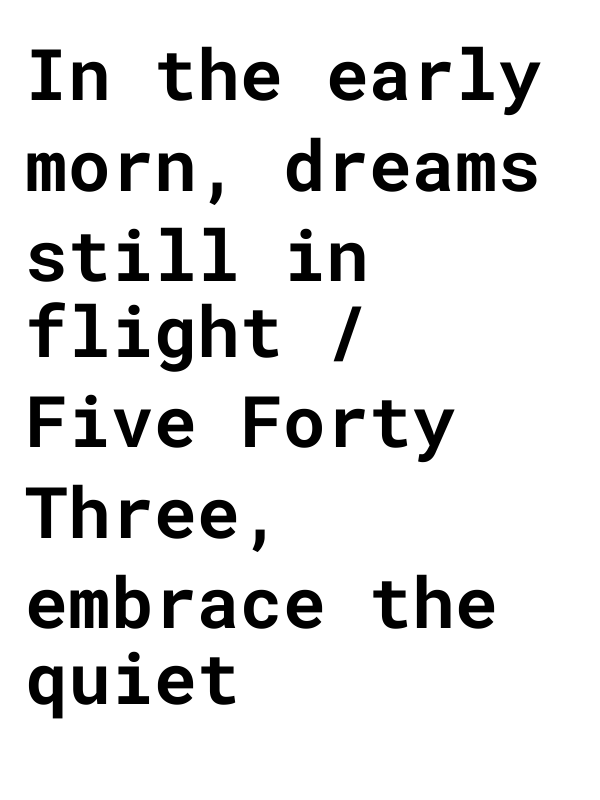 In the early
morn, dreams
still in
flight /
Five Forty
Three,
embrace the
quiet